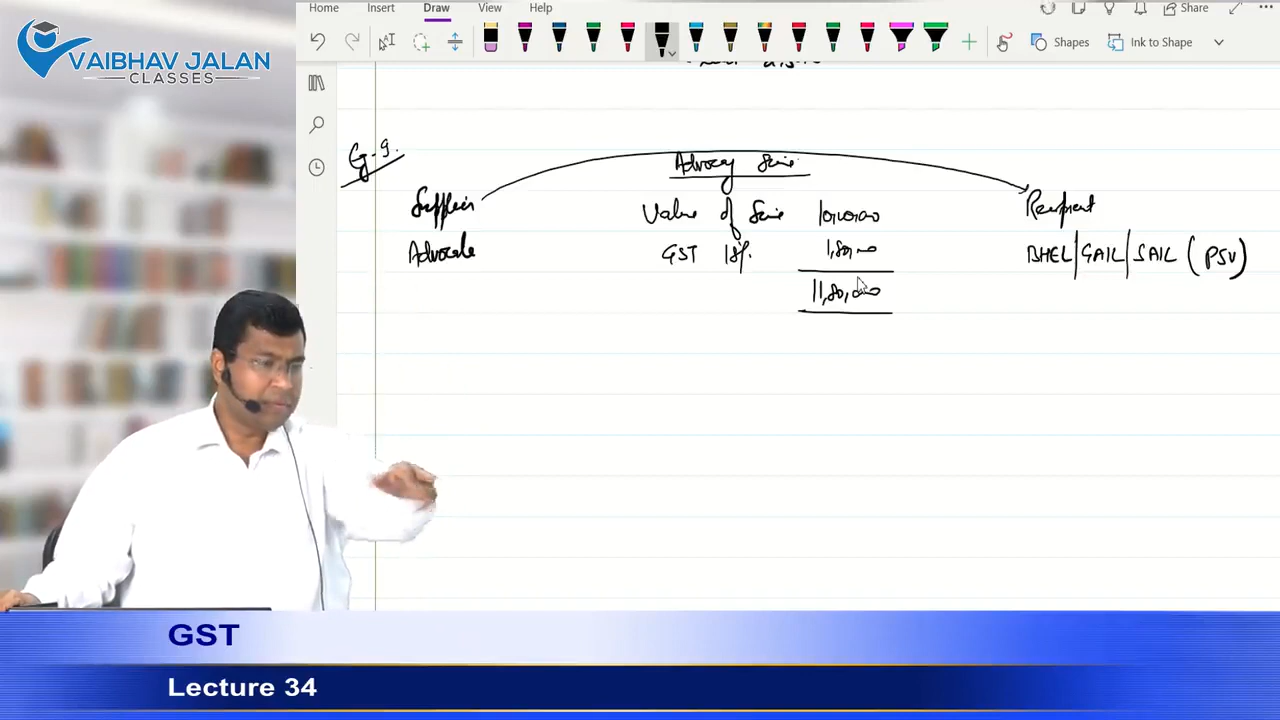 Home Insert Draw View Help
Share
Shapes
Ink to Shape
VAIBHAV JALAN
CLASSES
Eg-9.
Advocacy
Supplier
Value of
10,00,000
Recipient
Advocate
GST 18%
1,80,000
BHEL/GAIL/SAIL (PSU)
11,80,000
GST
Lecture 34